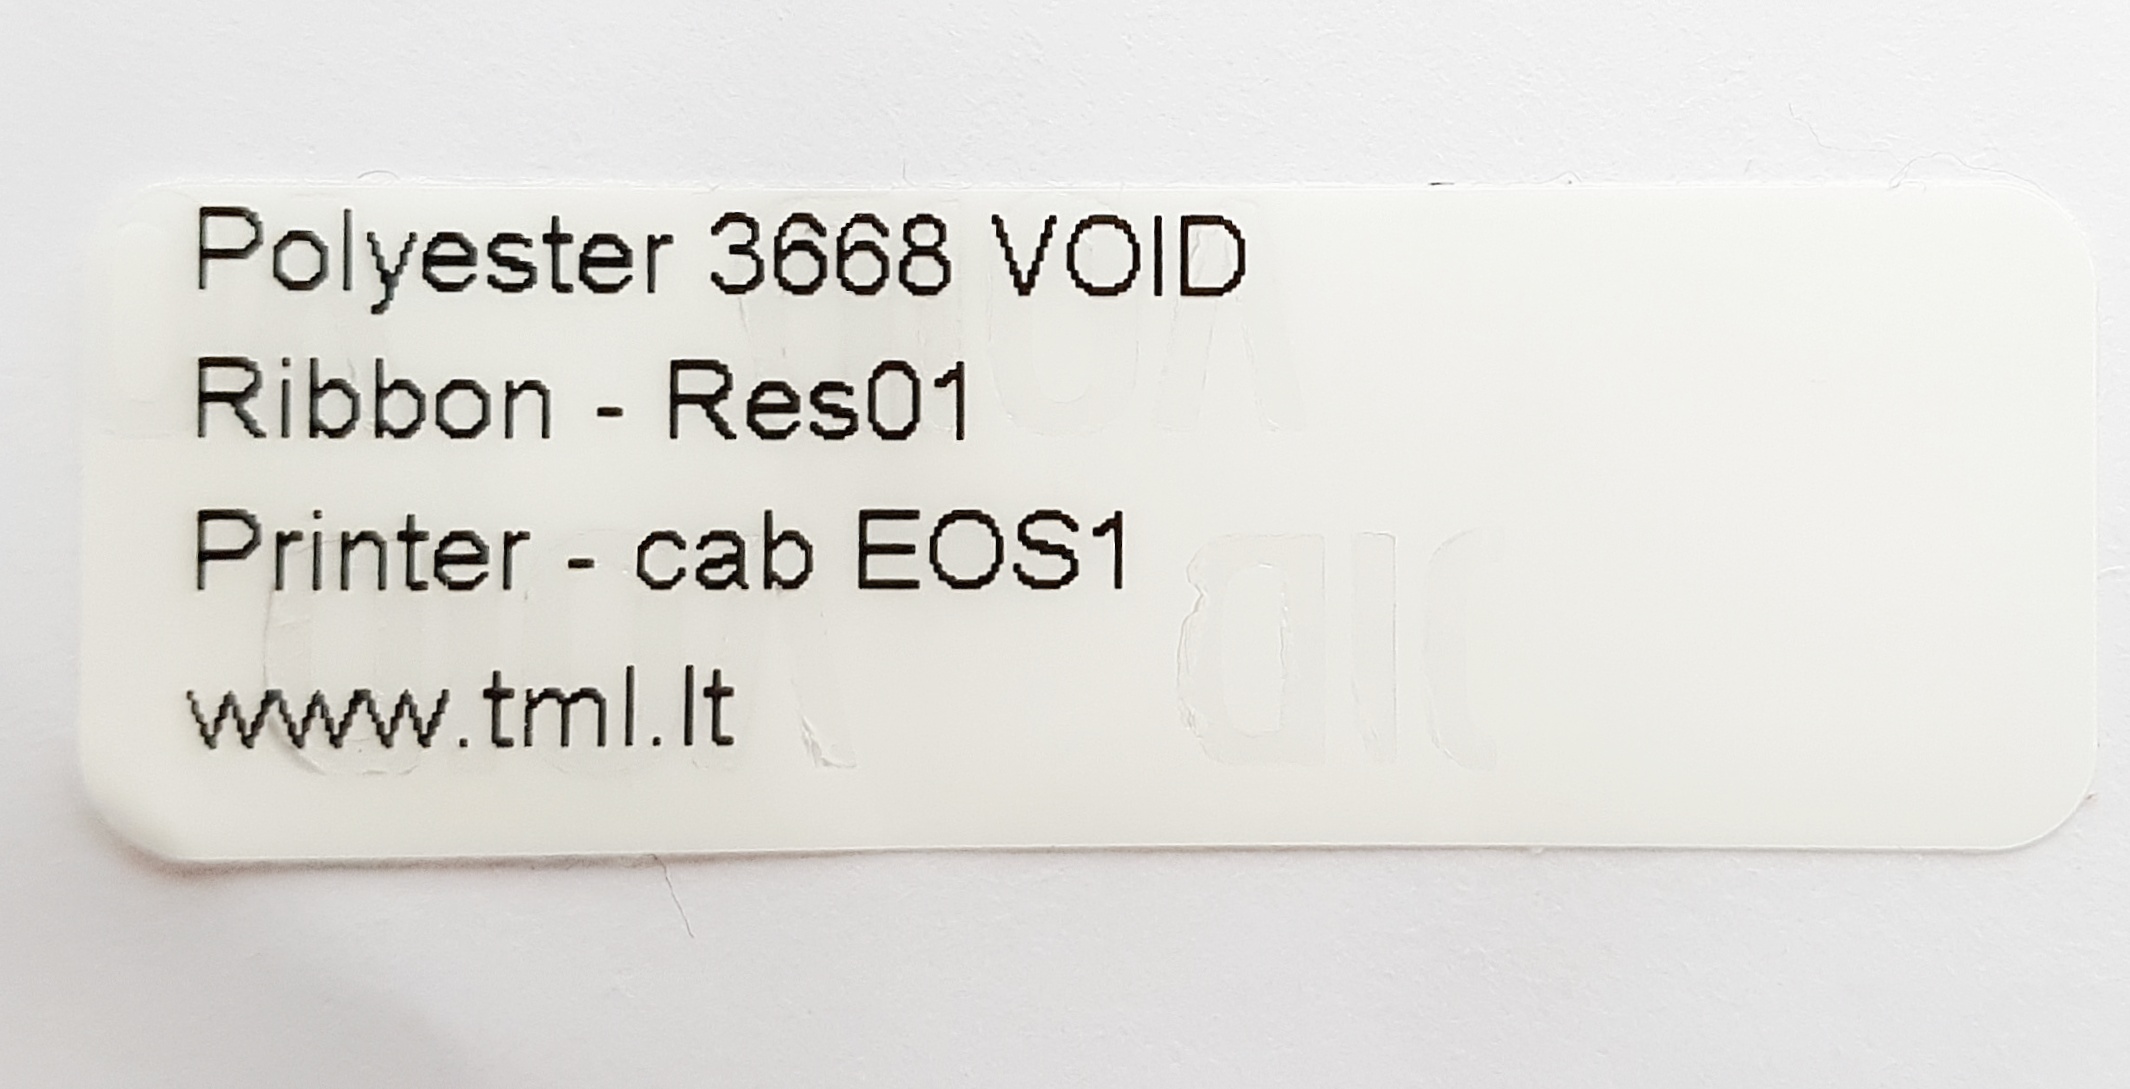 Polyester 3668 VOID
Ribbon - Res01
Printer - cab EOS1
www.tml.lt